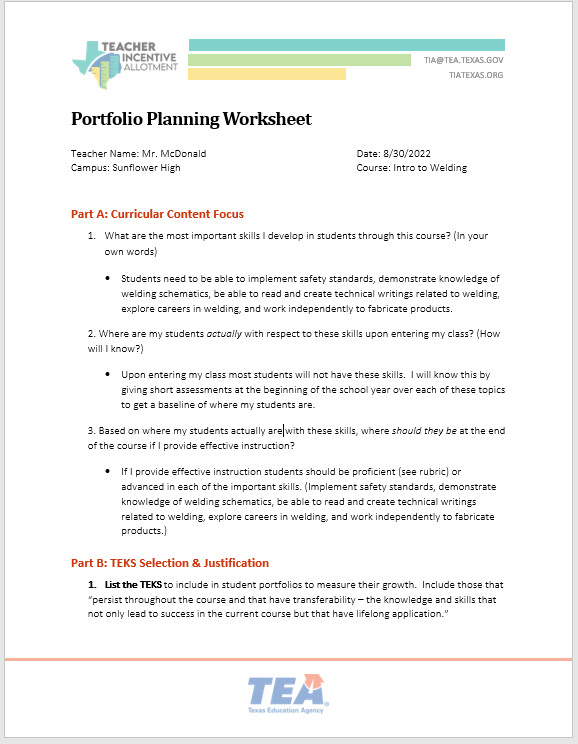 TEACHER
INCENTIVE
ALLOTMENT
TIA@TEA.TEXAS.GOV
TIATEXAS.ORG
Portfolio Planning Worksheet
Teacher Name: Mr. McDonald
Date: 8/30/2022
Campus: Sunflower High
Course: Intro to Welding
Part A: Curricular Content Focus
1. What are the most important skills I develop in students through this course? (In your
own words)
• Students need to be able to implement safety standards, demonstrate knowledge of
welding schematics, be able to read and create technical writings related to welding,
explore careers in welding, and work independently to fabricate products.
2. Where are my students actually with respect to these skills upon entering my class? (How
will I know?)
• Upon entering my class most students will not have these skills. I will know this by
giving short assessments at the beginning of the school year over each of these topics
to get a baseline of where my students are.
3. Based on where my students actually are with these skills, where should they be at the end
of the course if I provide effective instruction?
• If I provide effective instruction students should be proficient (see rubric) or
advanced in each of the important skills. (Implement safety standards, demonstrate
knowledge of welding schematics, be able to read and create technical writings
related to welding, explore careers in welding, and work independently to fabricate
products.)
Part B: TEKS Selection & Justification
1. List the TEKS to include in student portfolios to measure their growth. Include those that
“persist throughout the course and that have transferability – the knowledge and skills that
not only lead to success in the current course but that have lifelong application.”
TEA®
Texas Education Agency